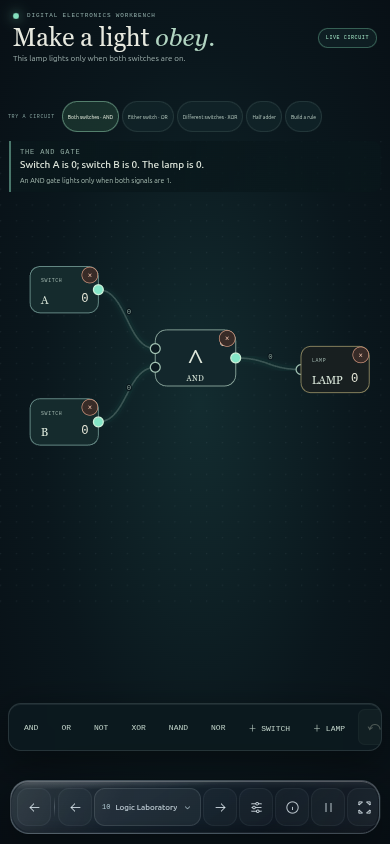 DIGITAL ELECTRONICS WORKBENCH
Make a light obey.
LIVE CIRCUIT
This lamp lights only when both switches are on.
TRY A CIRCUIT
Both switches · AND
Either switch · OR
Different switches · XOR
Half adder
Build a rule
THE AND GATE
Switch A is 0; switch B is 0. The lamp is 0.
An AND gate lights only when both signals are 1.
SWITCH
A 0
0
AND
0
LAMP
LAMP 0
0
SWITCH
B 0
AND OR NOT XOR NAND NOR + SWITCH + LAMP
10 Logic Laboratory